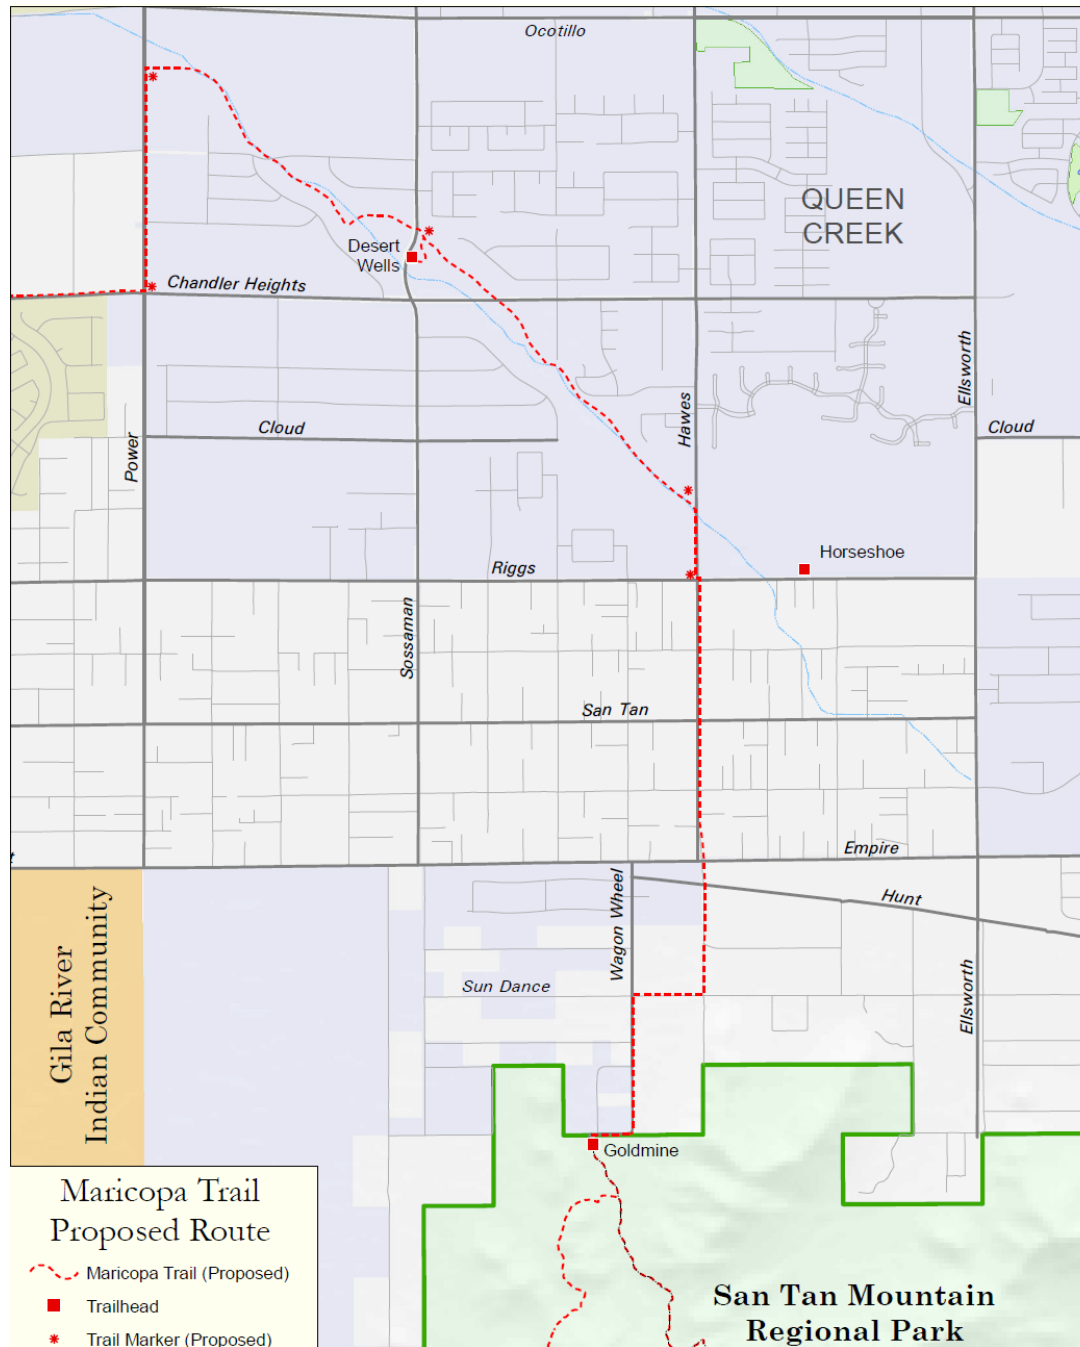 Ocotillo
QUEEN
CREEK
Desert
Wells
Chandler Heights
Ellsworth
Hawes
Cloud
Cloud
Power
Horseshoe
Riggs
Sossaman
San Tan
Empire
Wagon Wheel
Hunt
Gila River
Indian Community
Sun Dance
Ellsworth
Goldmine
Maricopa Trail
Proposed Route
Maricopa Trail (Proposed)
Trailhead
Trail Marker (Proposed)
San Tan Mountain
Regional Park